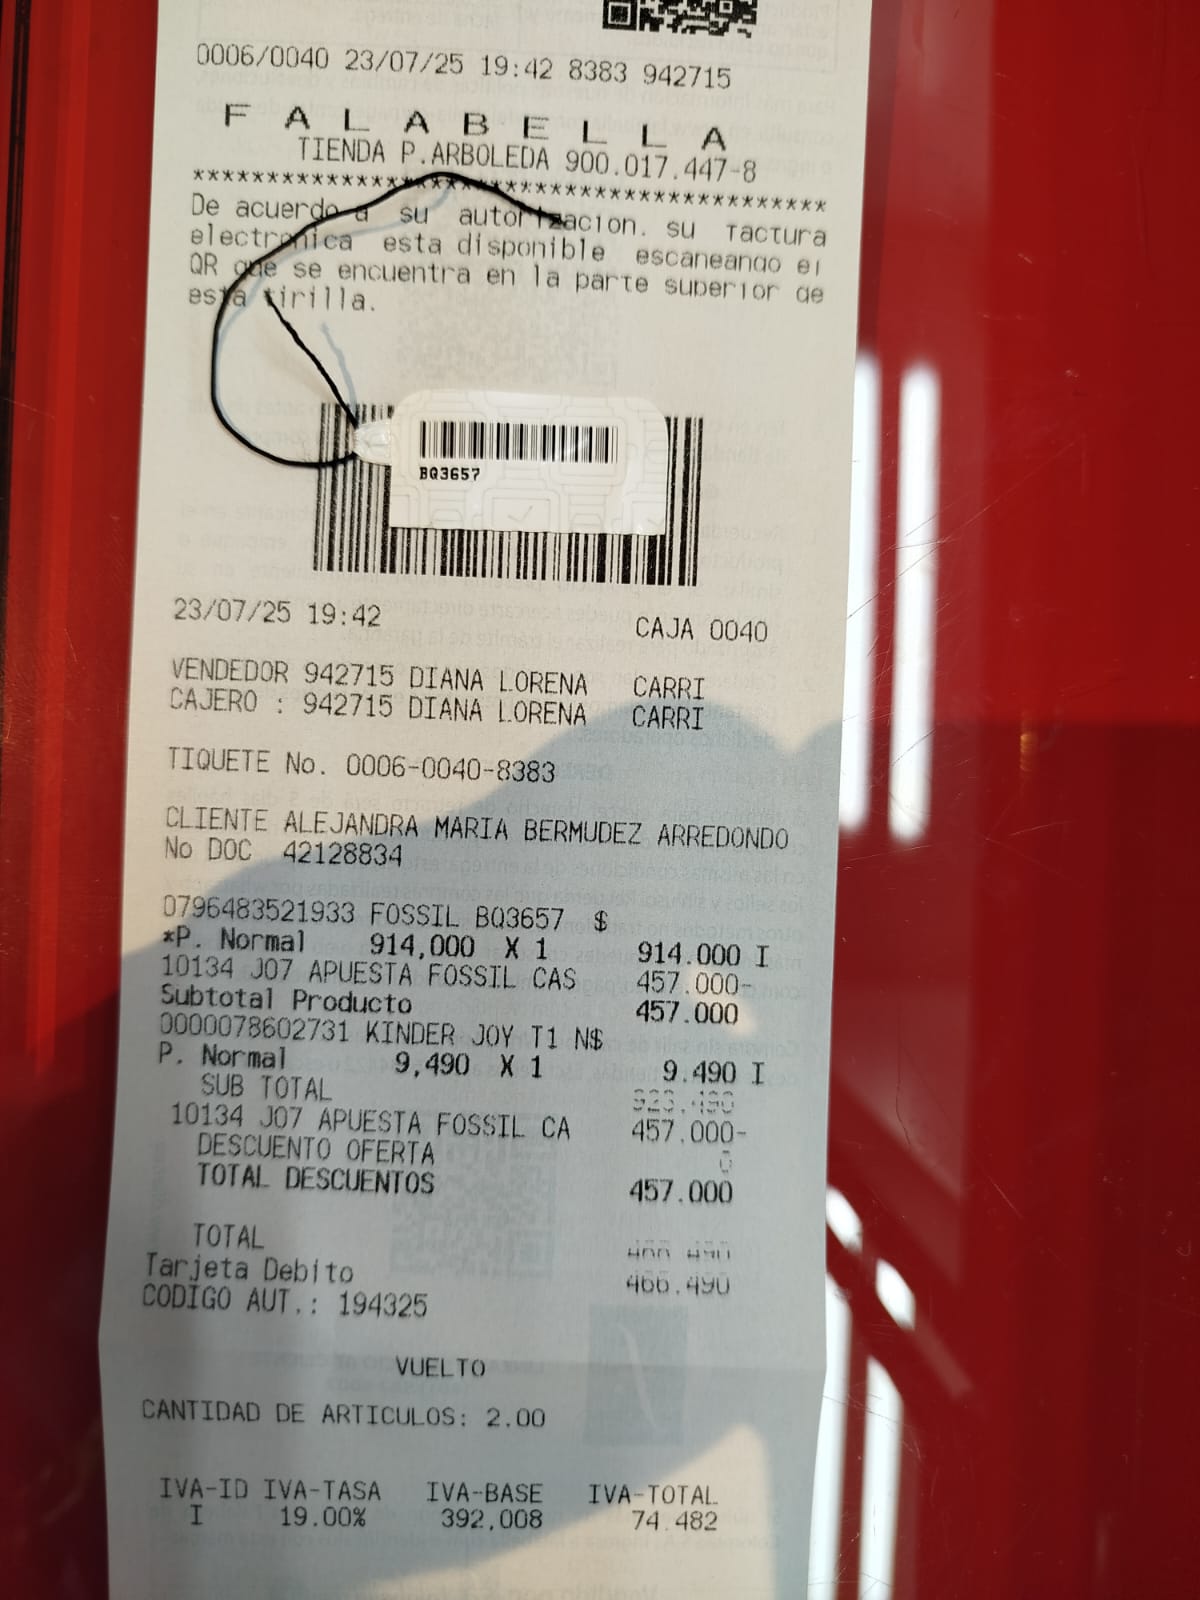 0006/0040 23/07/25 19:42 8383 942715
F A L A B E L L A
TIENDA P.ARBOLEDA 900.017.447-8
******************************************
De acuerdo a su autorizacion. su factura
electronica esta disponible escaneando el
QR que se encuentra en la parte superior de
esta tirilla.
BQ3657
23/07/25 19:42 CAJA 0040
VENDEDOR 942715 DIANA LORENA CARRI
CAJERO : 942715 DIANA LORENA CARRI
TIQUETE No. 0006-0040-8383
CLIENTE ALEJANDRA MARIA BERMUDEZ ARREDONDO
No DOC 42128834
0796483521933 FOSSIL BQ3657 $
*P. Normal 914,000 X 1 914.000 I
10134 J07 APUESTA FOSSIL CAS 457.000-
Subtotal Producto 457.000
0000078602731 KINDER JOY T1 N$
P. Normal 9,490 X 1 9.490 I
SUB TOTAL 923.490
10134 J07 APUESTA FOSSIL CA 457.000-
DESCUENTO OFERTA 0
TOTAL DESCUENTOS 457.000
TOTAL 466.490
Tarjeta Debito 466.490
CODIGO AUT.: 194325
VUELTO
CANTIDAD DE ARTICULOS: 2.00
IVA-ID IVA-TASA IVA-BASE IVA-TOTAL
I 19.00% 392,008 74.482